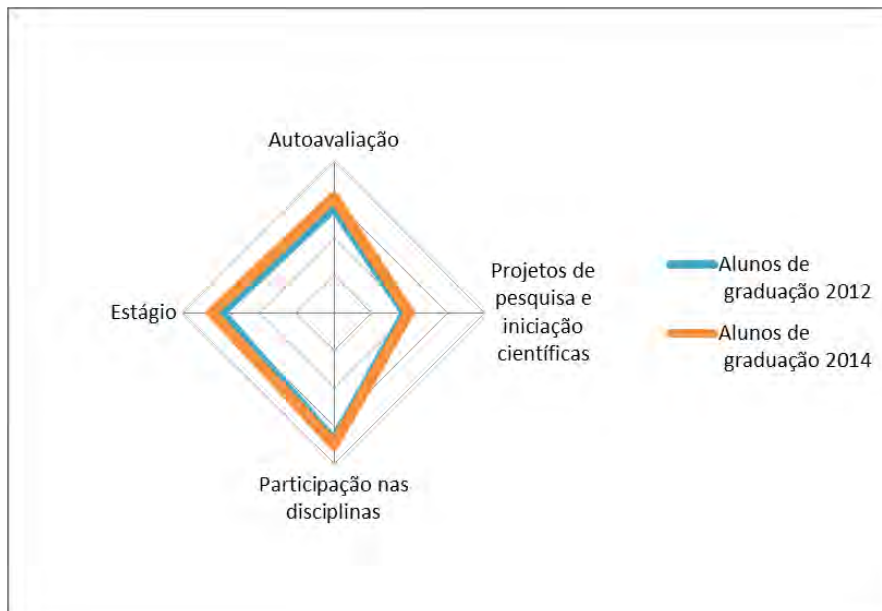 Autoavaliação
Projetos de
pesquisa e
iniciação
científicas
Estágio
Participação nas
disciplinas
Alunos de
graduação 2012
Alunos de
graduação 2014